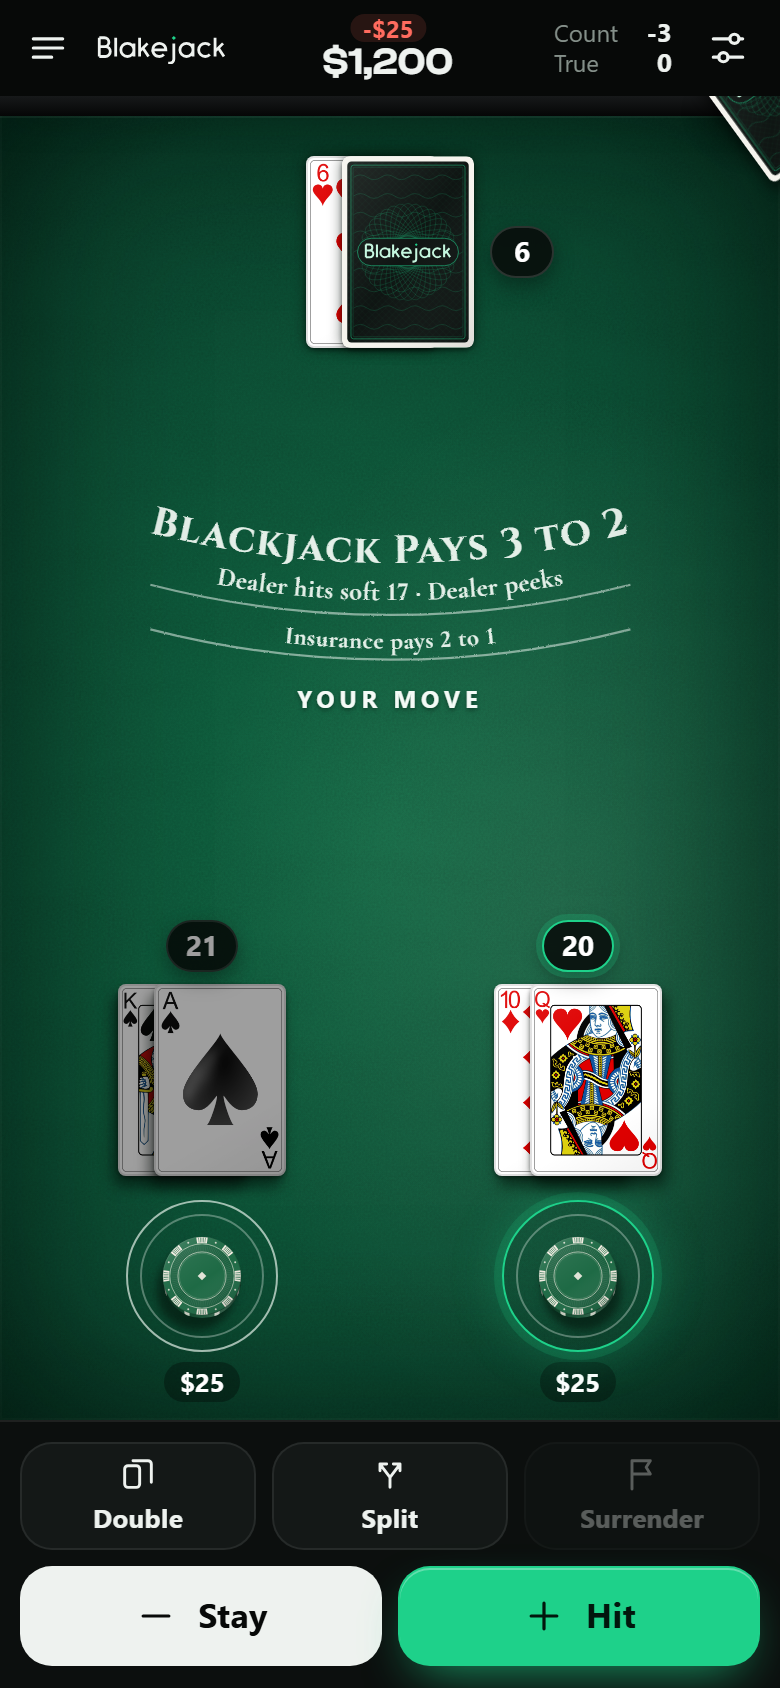 Blakejack
-$25
$1,200
Count -3
True 0
6
Blakejack
6
BLACKJACK PAYS 3 TO 2
Dealer hits soft 17 · Dealer peeks
Insurance pays 2 to 1
YOUR MOVE
21
20
K
A
A
10
Q
Q
$25
$25
Double
Split
Surrender
Stay
Hit